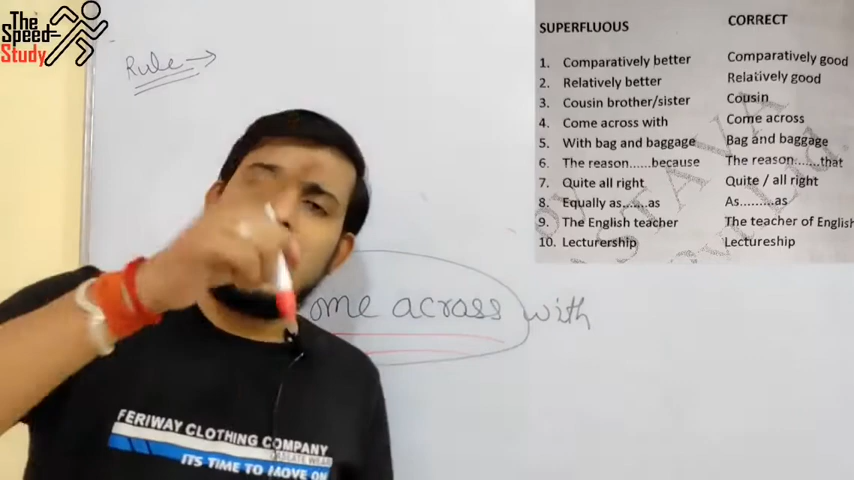 The
Speed-
Study
Rule
SUPERFLUOUS CORRECT
1. Comparatively better Comparatively good
2. Relatively better Relatively good
3. Cousin brother/sister Cousin
4. Come across with Come across
5. With bag and baggage Bag and baggage
6. The reason......because The reason.......that
7. Quite all right Quite / all right
8. Equally as.......as As.........as
9. The English teacher The teacher of English
10. Lecturership Lectureship
ome across with
FERIWAY CLOTHING COMPANY
ITS TIME TO MOVE ON